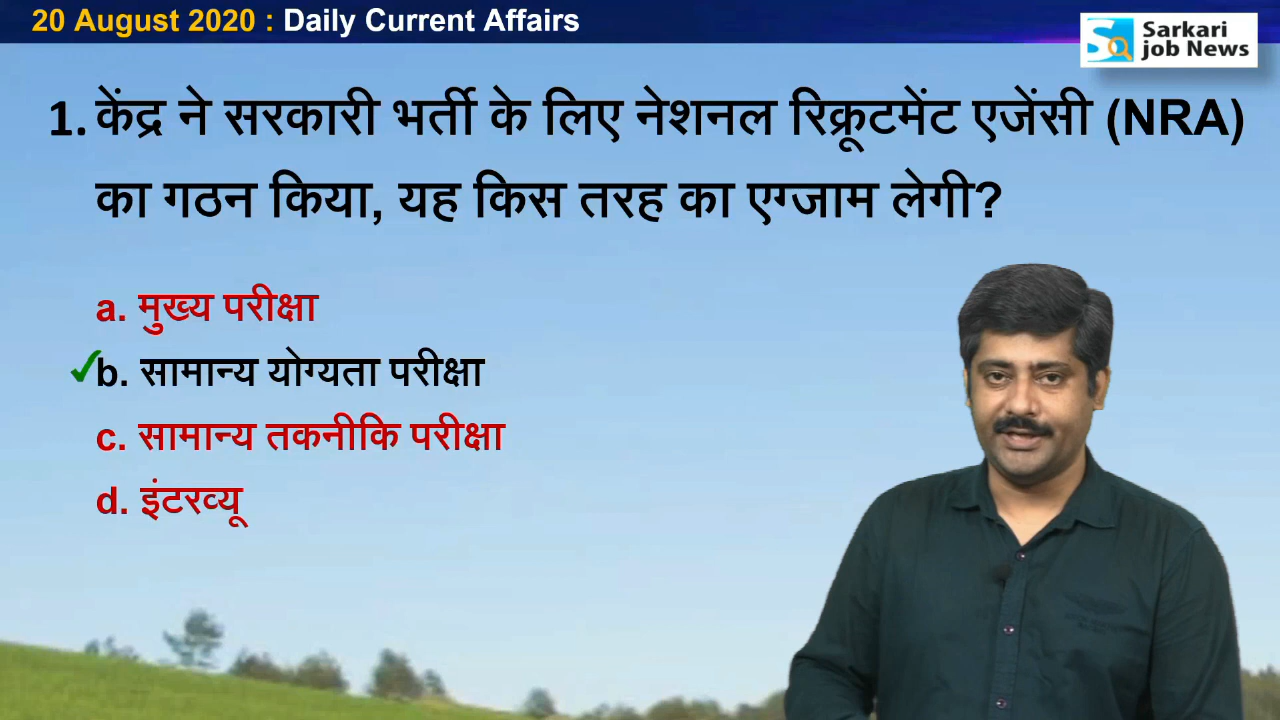 20 August 2020 : Daily Current Affairs
Sarkari
job News
1. केंद्र ने सरकारी भर्ती के लिए नेशनल रिक्रूटमेंट एजेंसी (NRA)
का गठन किया, यह किस तरह का एग्जाम लेगी?
a. मुख्य परीक्षा
✓b. सामान्य योग्यता परीक्षा
c. सामान्य तकनीकि परीक्षा
d. इंटरव्यू